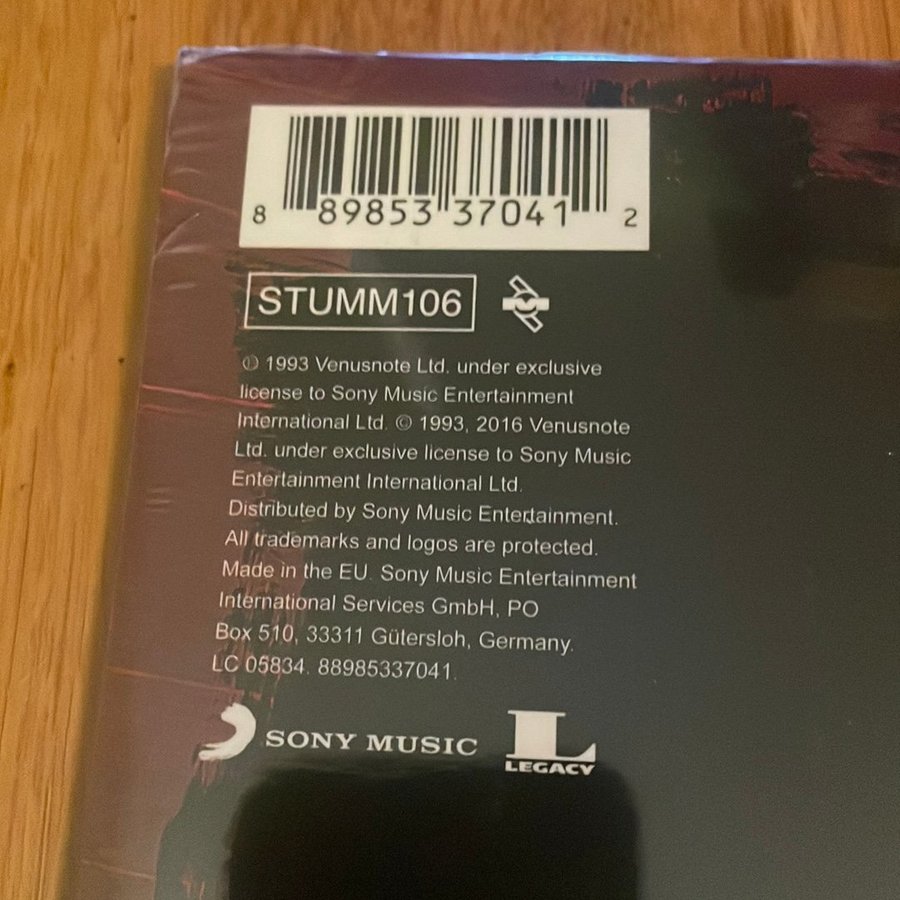 8 89853 37041 2
STUMM106
℗ 1993 Venusnote Ltd. under exclusive
license to Sony Music Entertainment
International Ltd. © 1993, 2016 Venusnote
Ltd. under exclusive license to Sony Music
Entertainment International Ltd.
Distributed by Sony Music Entertainment.
All trademarks and logos are protected.
Made in the EU. Sony Music Entertainment
International Services GmbH, PO
Box 510, 33311 Gütersloh, Germany.
LC 05834. 88985337041.
SONY MUSIC
L LEGACY